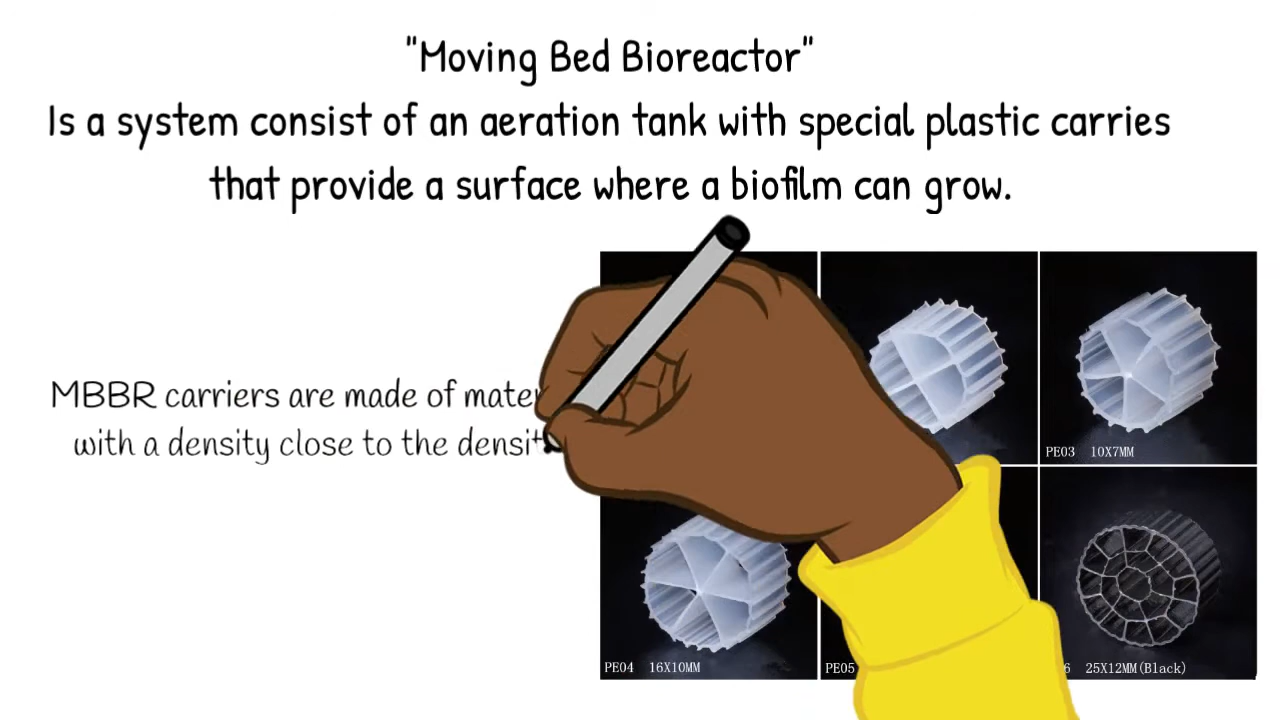 "Moving Bed Bioreactor"
Is a system consist of an aeration tank with special plastic carries
that provide a surface where a biofilm can grow.
MBBR carriers are made of
with a density close to the
PE03 10X7MM
PE04 16X10MM
PE05
25X12MM(Black)